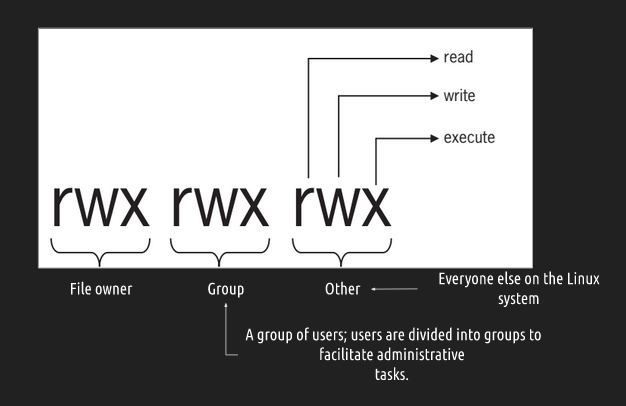 read
write
execute
rwx rwx rwx
File owner Group Other
Everyone else on the Linux
system
A group of users; users are divided into groups to
facilitate administrative
tasks.